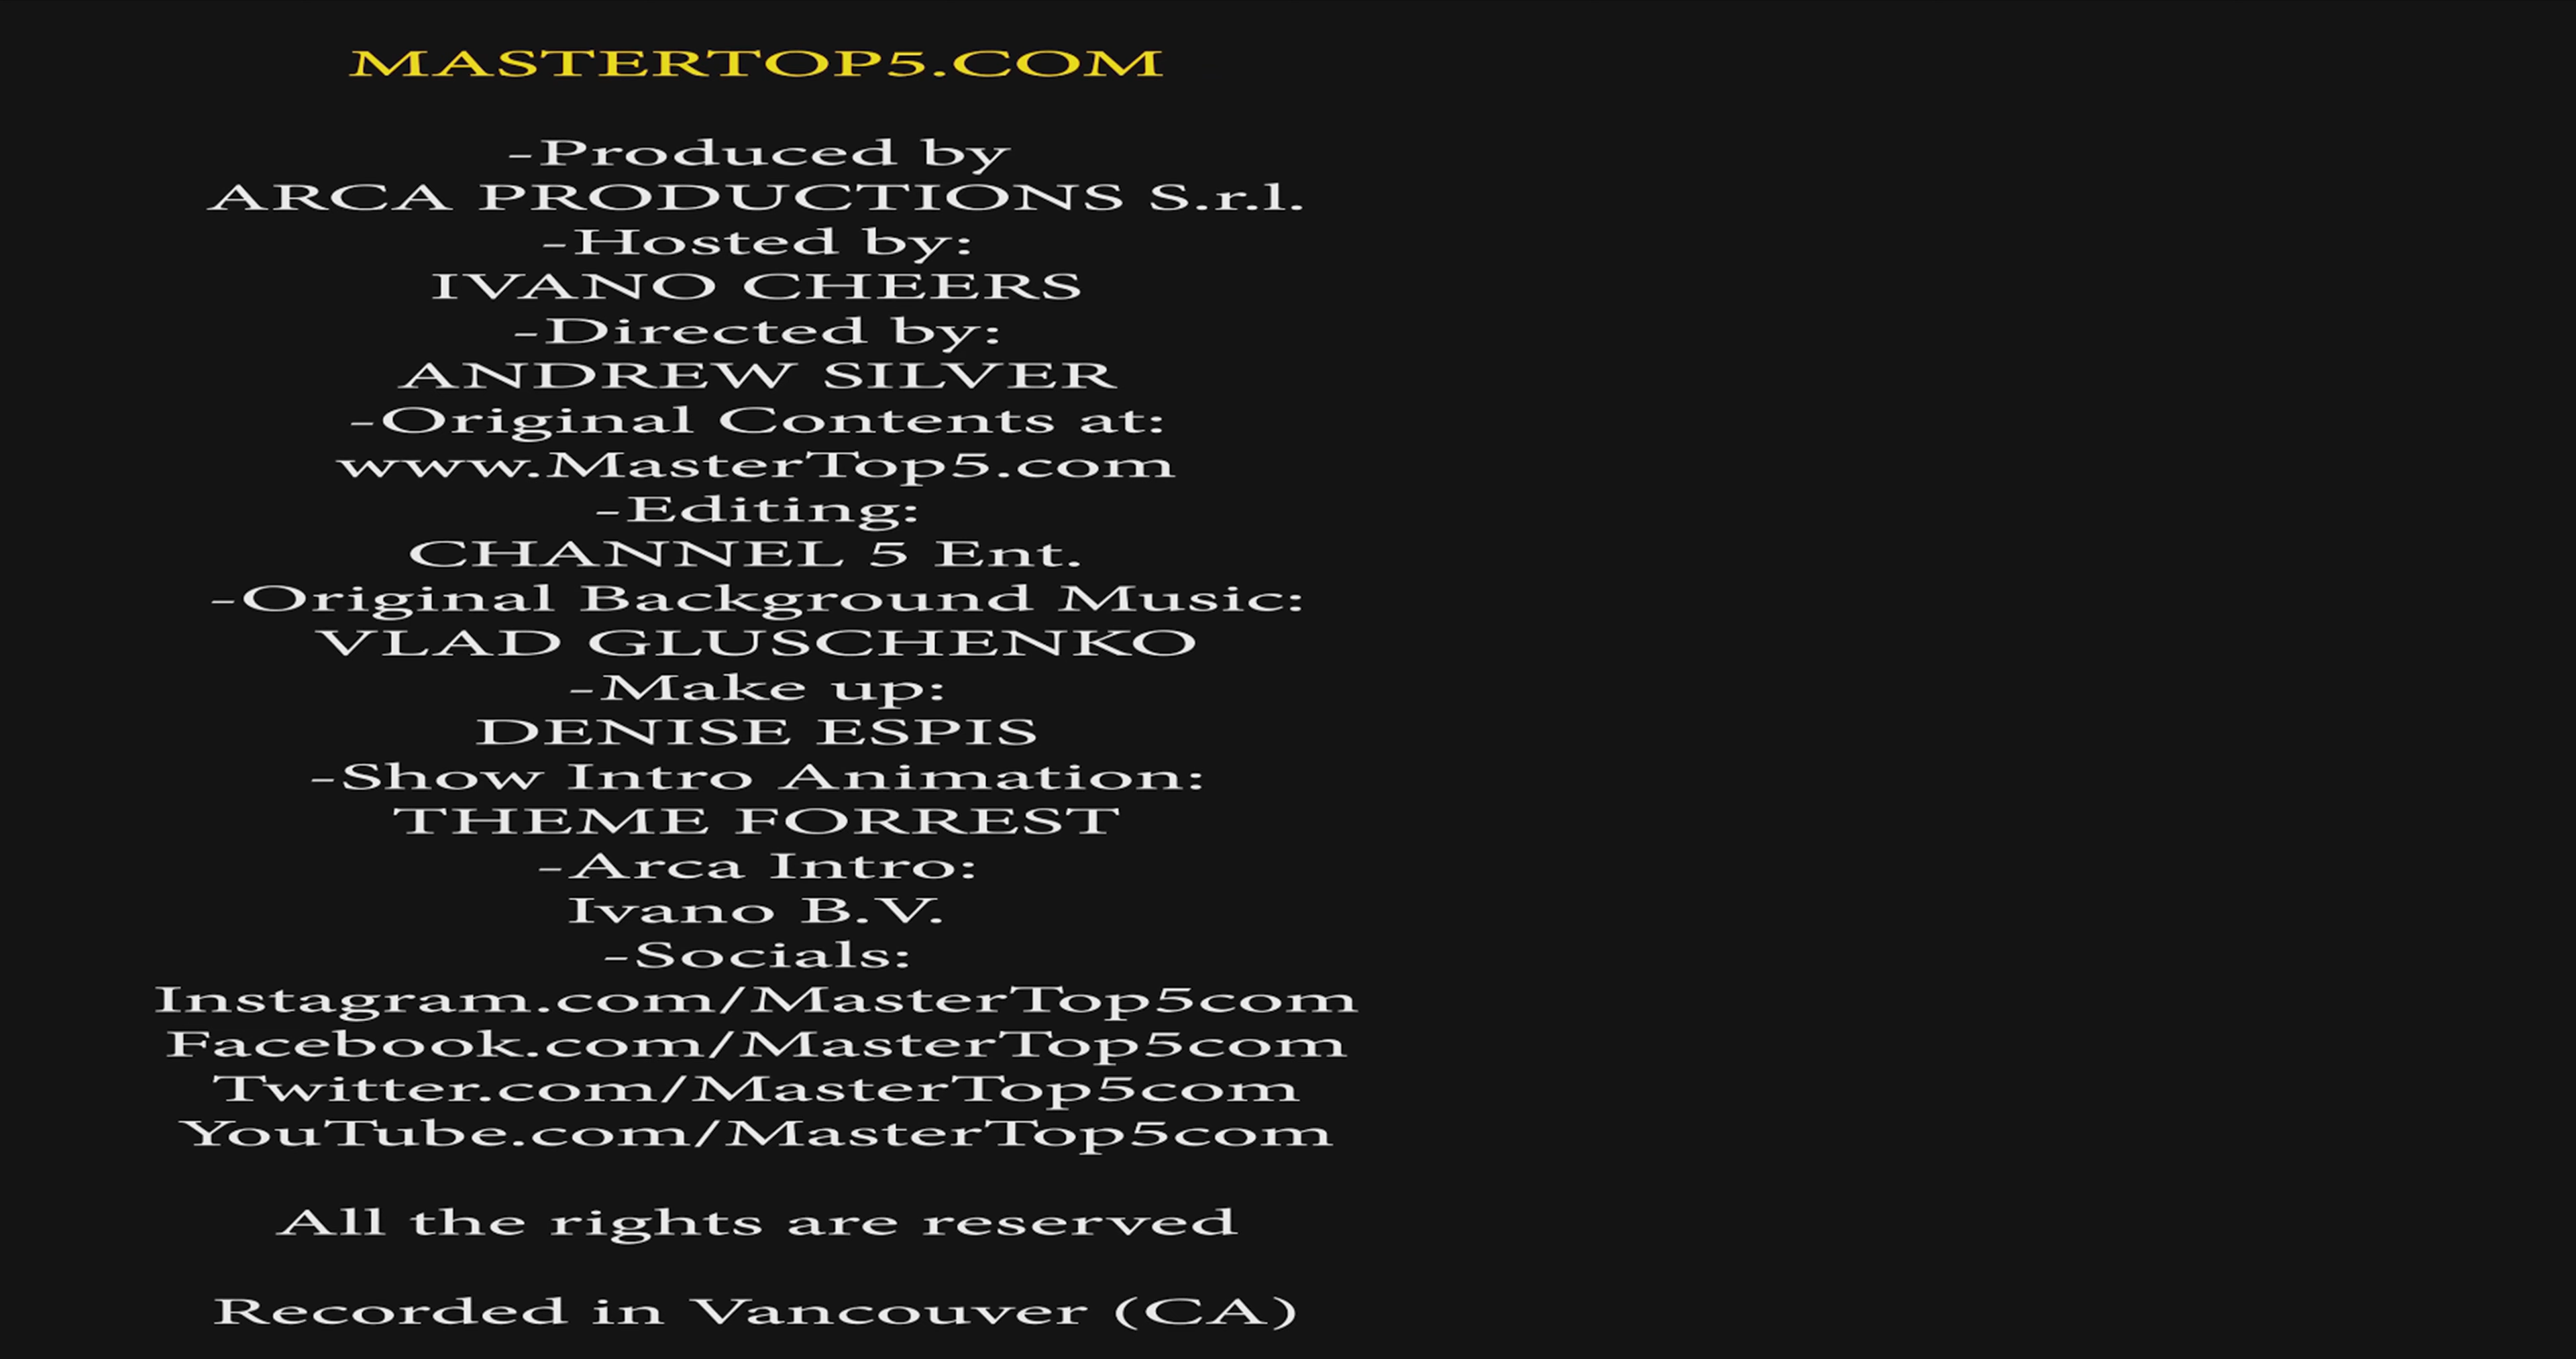 MASTERTOP5.COM
-Produced by
ARCA PRODUCTIONS S.r.l.
-Hosted by:
IVANO CHEERS
-Directed by:
ANDREW SILVER
-Original Contents at:
www.MasterTop5.com
-Editing:
CHANNEL 5 Ent.
-Original Background Music:
VLAD GLUSCHENKO
-Make up:
DENISE ESPIS
-Show Intro Animation:
THEME FORREST
-Arca Intro:
Ivano B.V.
-Socials:
Instagram.com/MasterTop5com
Facebook.com/MasterTop5com
Twitter.com/MasterTop5com
YouTube.com/MasterTop5com
All the rights are reserved
Recorded in Vancouver (CA)